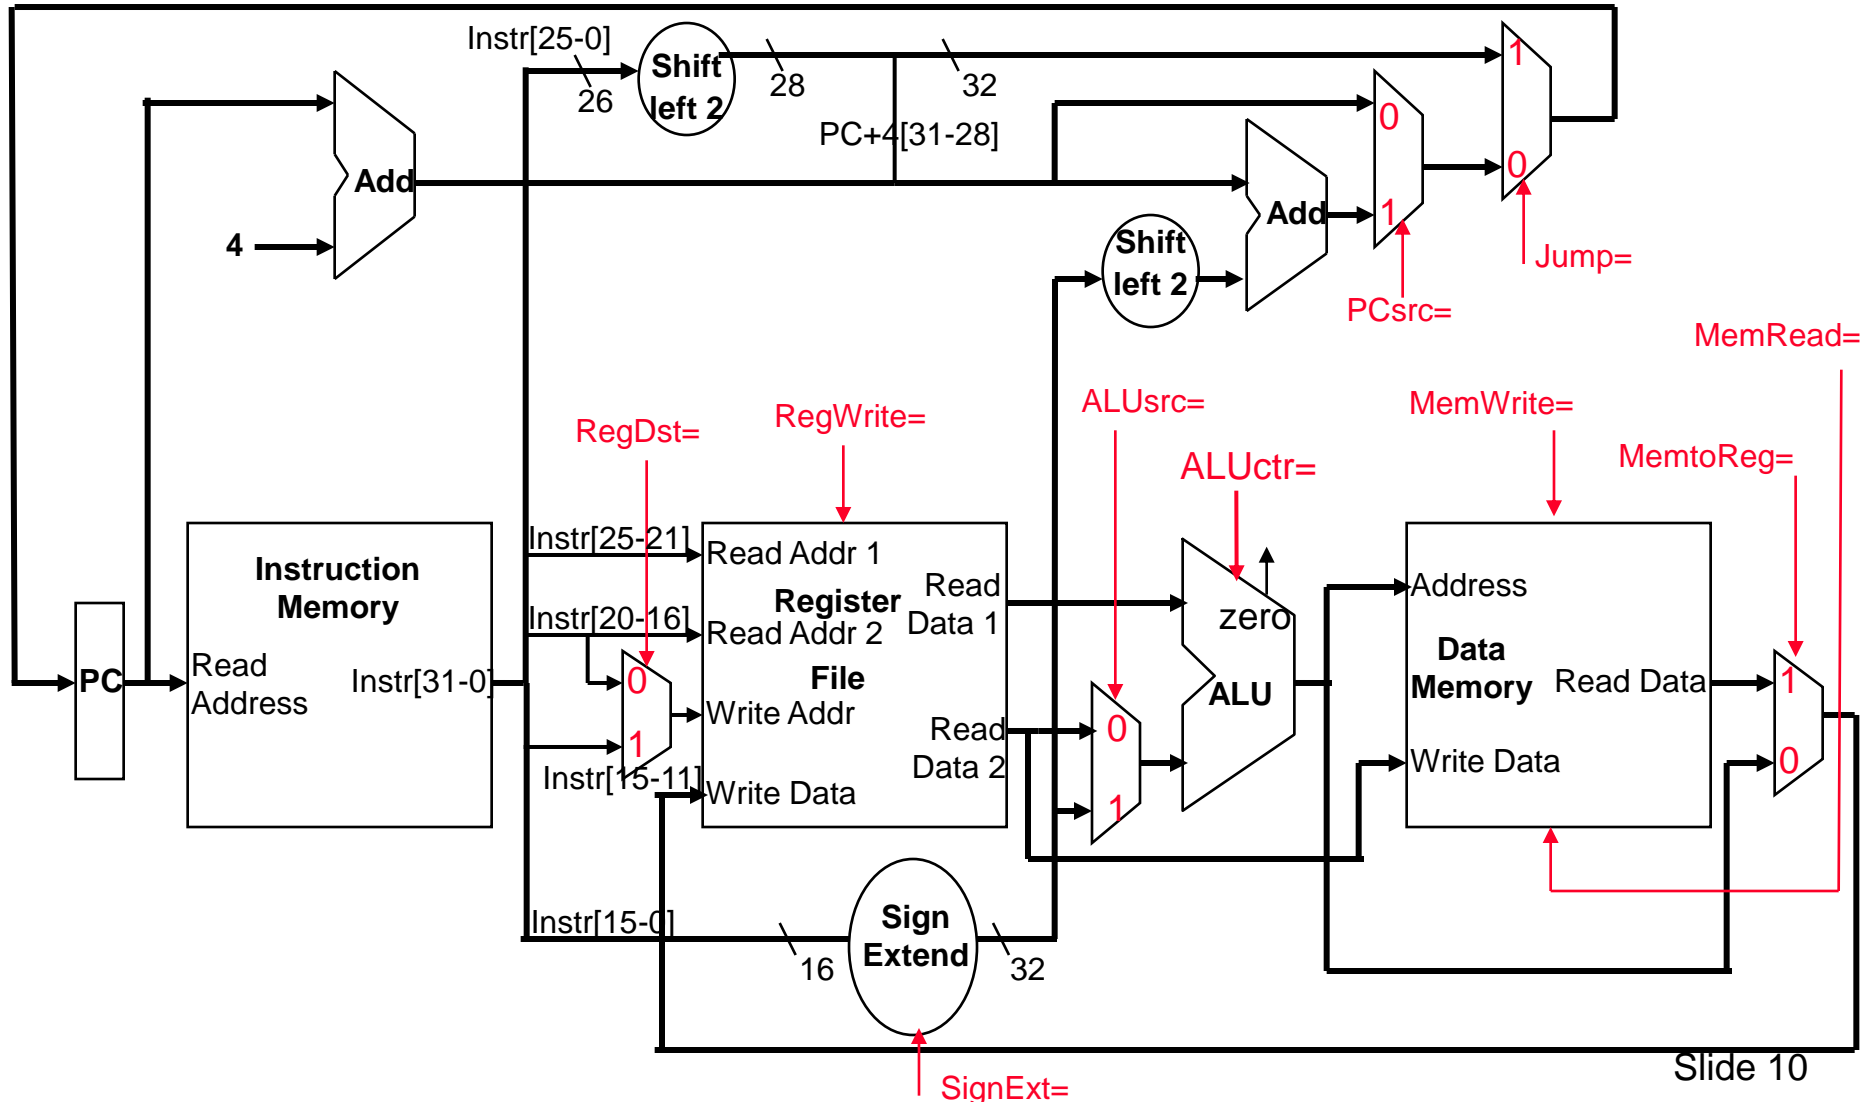 Instr[25-0]
26
Shift
left 2
28
32
PC+4[31-28]
1
0
0
1
Add
4
Add
Shift
left 2
Jump=
PCsrc=
MemRead=
RegDst=
RegWrite=
ALUsrc=
ALUctr=
MemWrite=
MemtoReg=
PC
Instruction
Memory
Read
Address
Instr[31-0]
Instr[25-21]
Instr[20-16]
0
1
Instr[15-11]
Read Addr 1
Register
Read Addr 2
File
Write Addr
Write Data
Read
Data 1
Read
Data 2
0
1
zero
ALU
Address
Data
Memory
Read Data
Write Data
1
0
Instr[15-0]
16
Sign
Extend
32
SignExt=
Slide 10